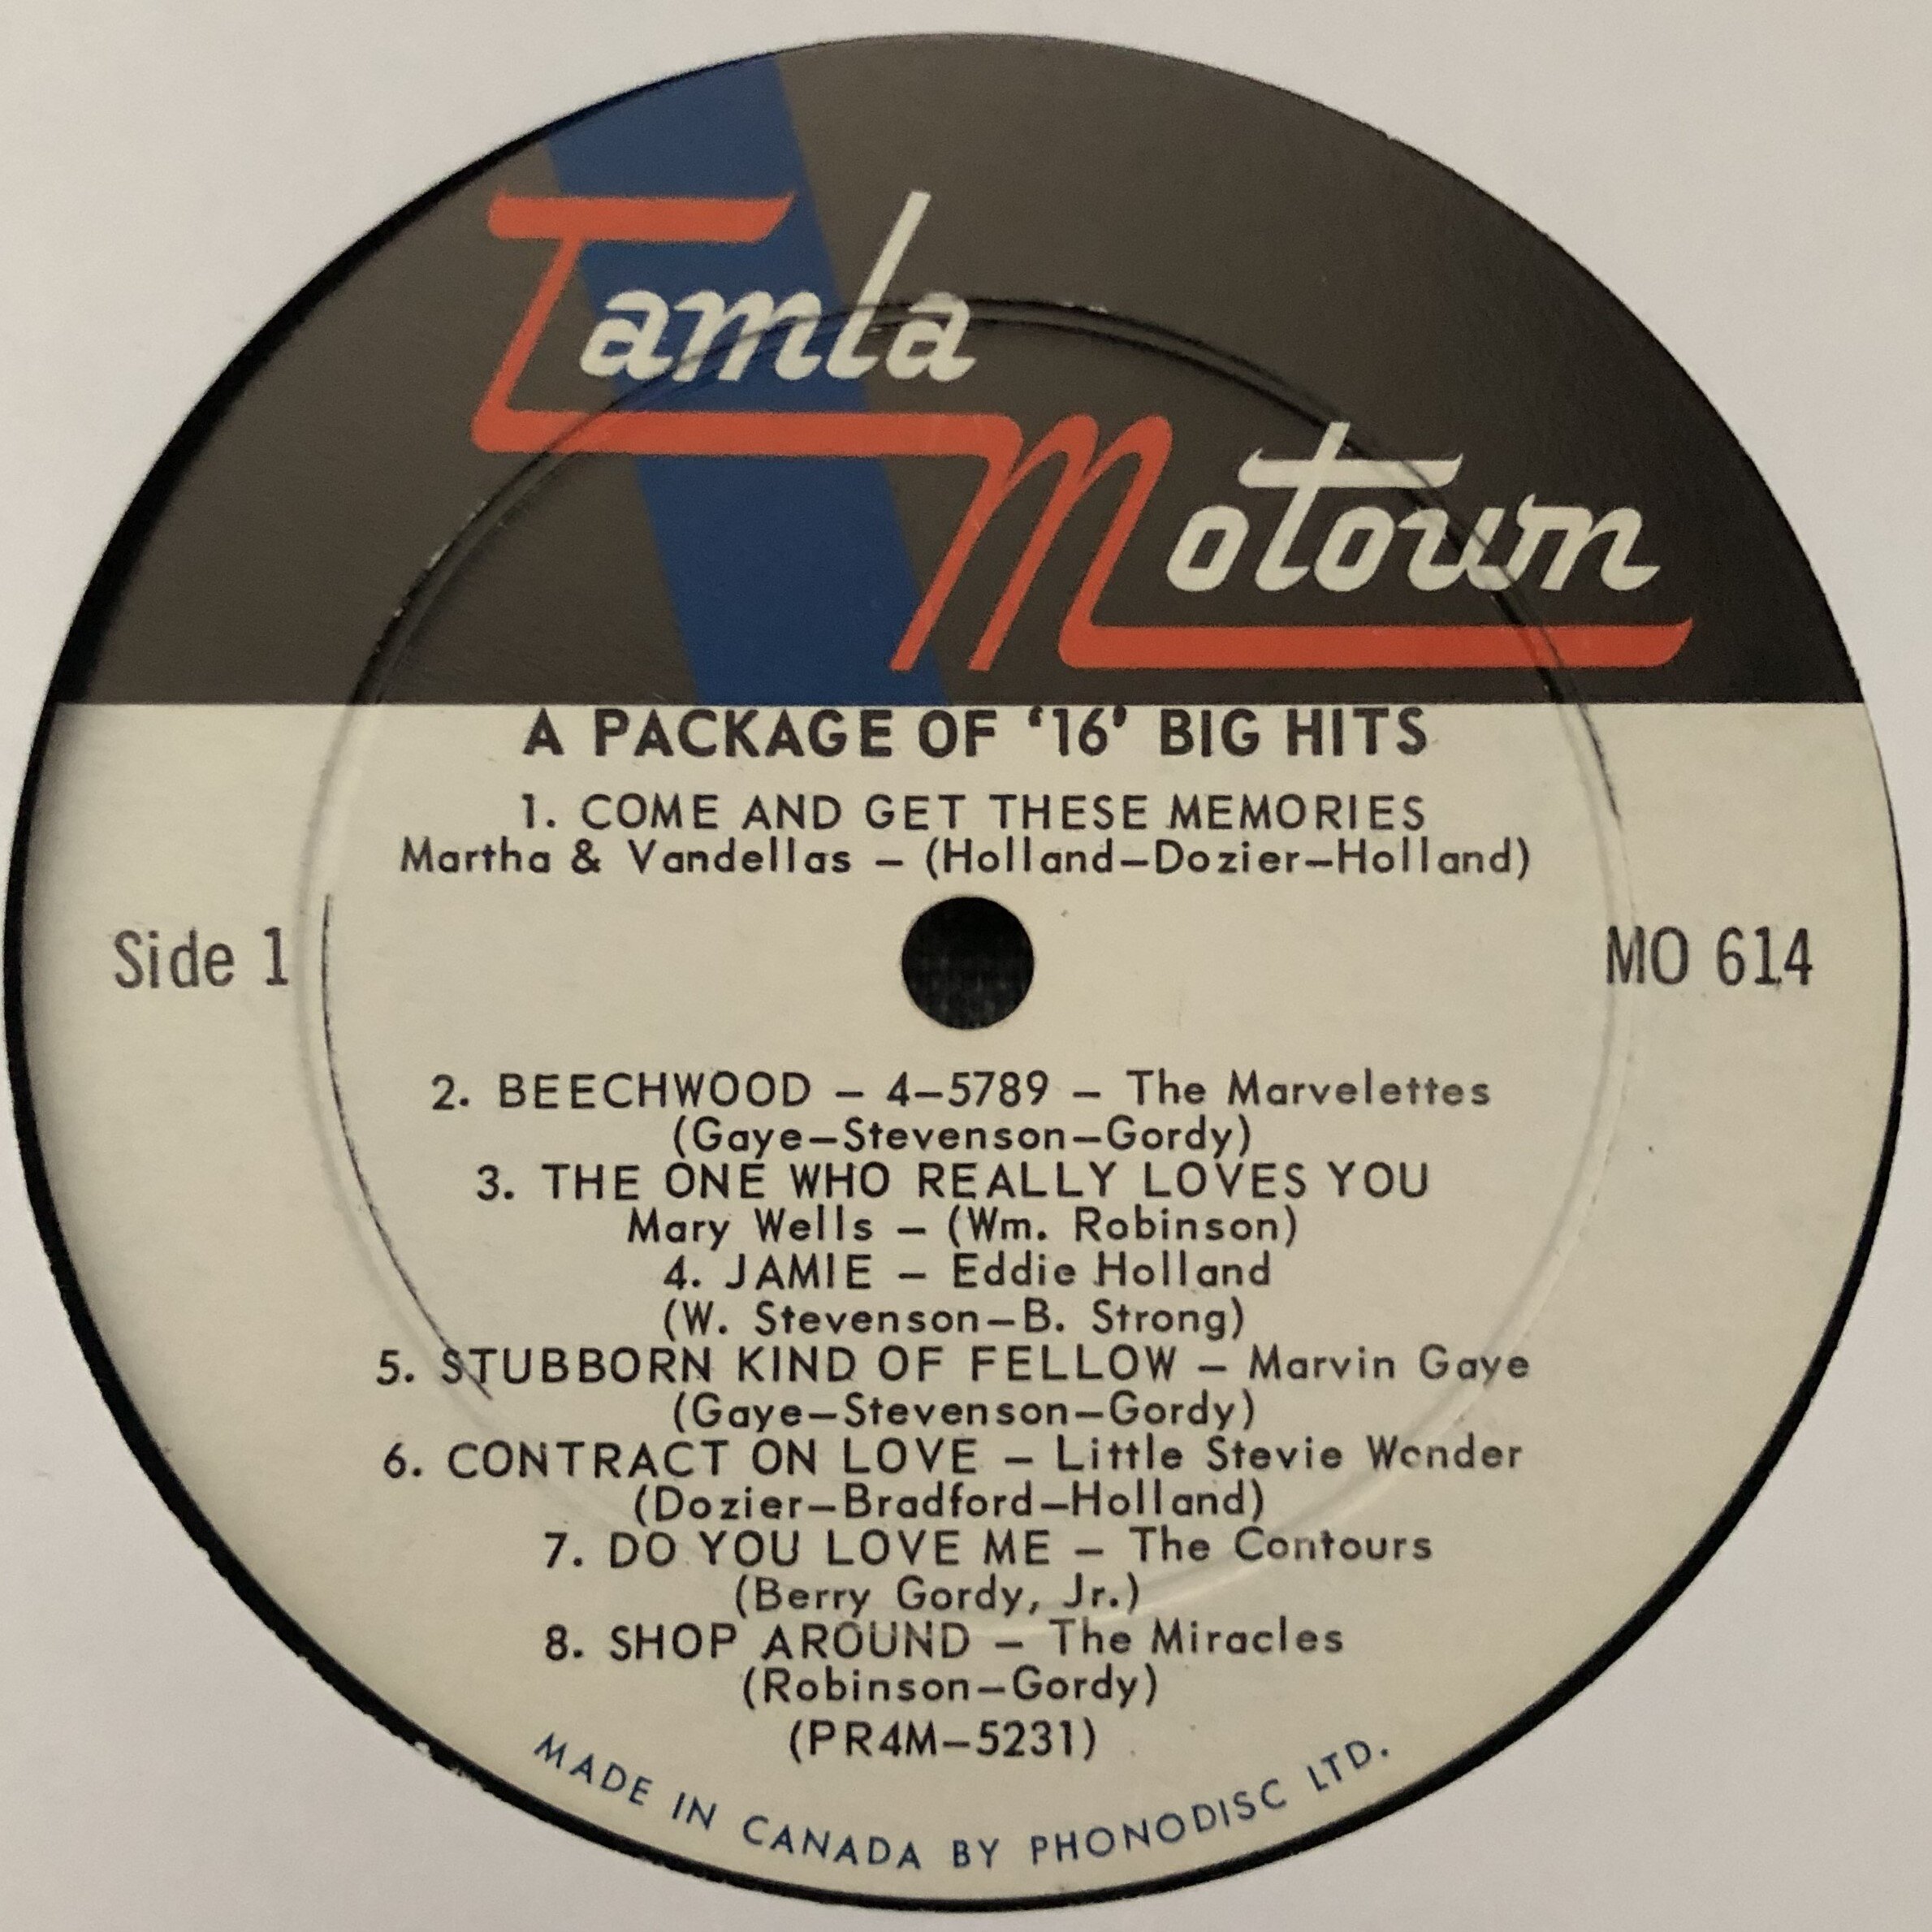 Tamla
Motown
A PACKAGE OF ‘16’ BIG HITS
1. COME AND GET THESE MEMORIES
Martha & Vandellas – (Holland–Dozier–Holland)
Side 1
MO 614
2. BEECHWOOD – 4–5789 – The Marvelettes
(Gaye–Stevenson–Gordy)
3. THE ONE WHO REALLY LOVES YOU
Mary Wells – (Wm. Robinson)
4. JAMIE – Eddie Holland
(W. Stevenson–B. Strong)
5. STUBBORN KIND OF FELLOW – Marvin Gaye
(Gaye–Stevenson–Gordy)
6. CONTRACT ON LOVE – Little Stevie Wonder
(Dozier–Bradford–Holland)
7. DO YOU LOVE ME – The Contours
(Berry Gordy, Jr.)
8. SHOP AROUND – The Miracles
(Robinson–Gordy)
(PR4M–5231)
MADE IN CANADA BY PHONODISC LTD.